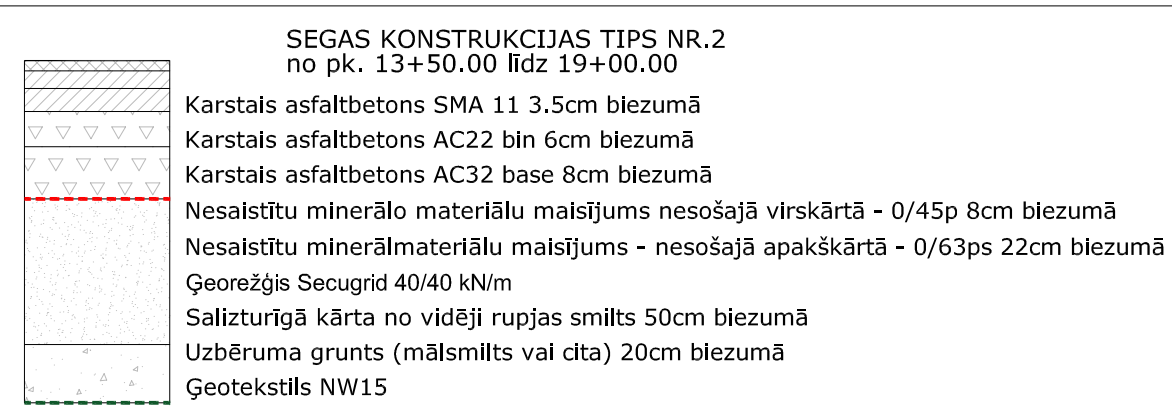 SEGAS KONSTRUKCIJAS TIPS NR.2
no pk. 13+50.00 līdz 19+00.00
Karstais asfaltbetons SMA 11 3.5cm biezumā
Karstais asfaltbetons AC22 bin 6cm biezumā
Karstais asfaltbetons AC32 base 8cm biezumā
Nesaistītu minerālo materiālu maisījums nesošajā virskārtā - 0/45p 8cm biezumā
Nesaistītu minerālmateriālu maisījums - nesošajā apakškārtā - 0/63ps 22cm biezumā
Ģeorežģis Secugrid 40/40 kN/m
Salizturīgā kārta no vidēji rupjas smilts 50cm biezumā
Uzbēruma grunts (mālsmilts vai cita) 20cm biezumā
Ģeotekstils NW15